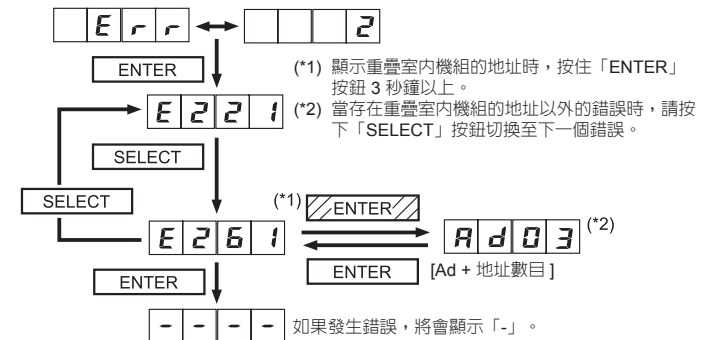 Err 2
ENTER
(*1) 顯示重疊室內機組的地址時，按住「ENTER」
按鈕 3 秒鐘以上。
E221
(*2) 當存在重疊室內機組的地址以外的錯誤時，請按
下「SELECT」按鈕切換至下一個錯誤。
SELECT
SELECT
(*1) ENTER
E261
Ad03 (*2)
ENTER
[Ad + 地址數目]
ENTER
---- 如果發生錯誤，將會顯示「-」。